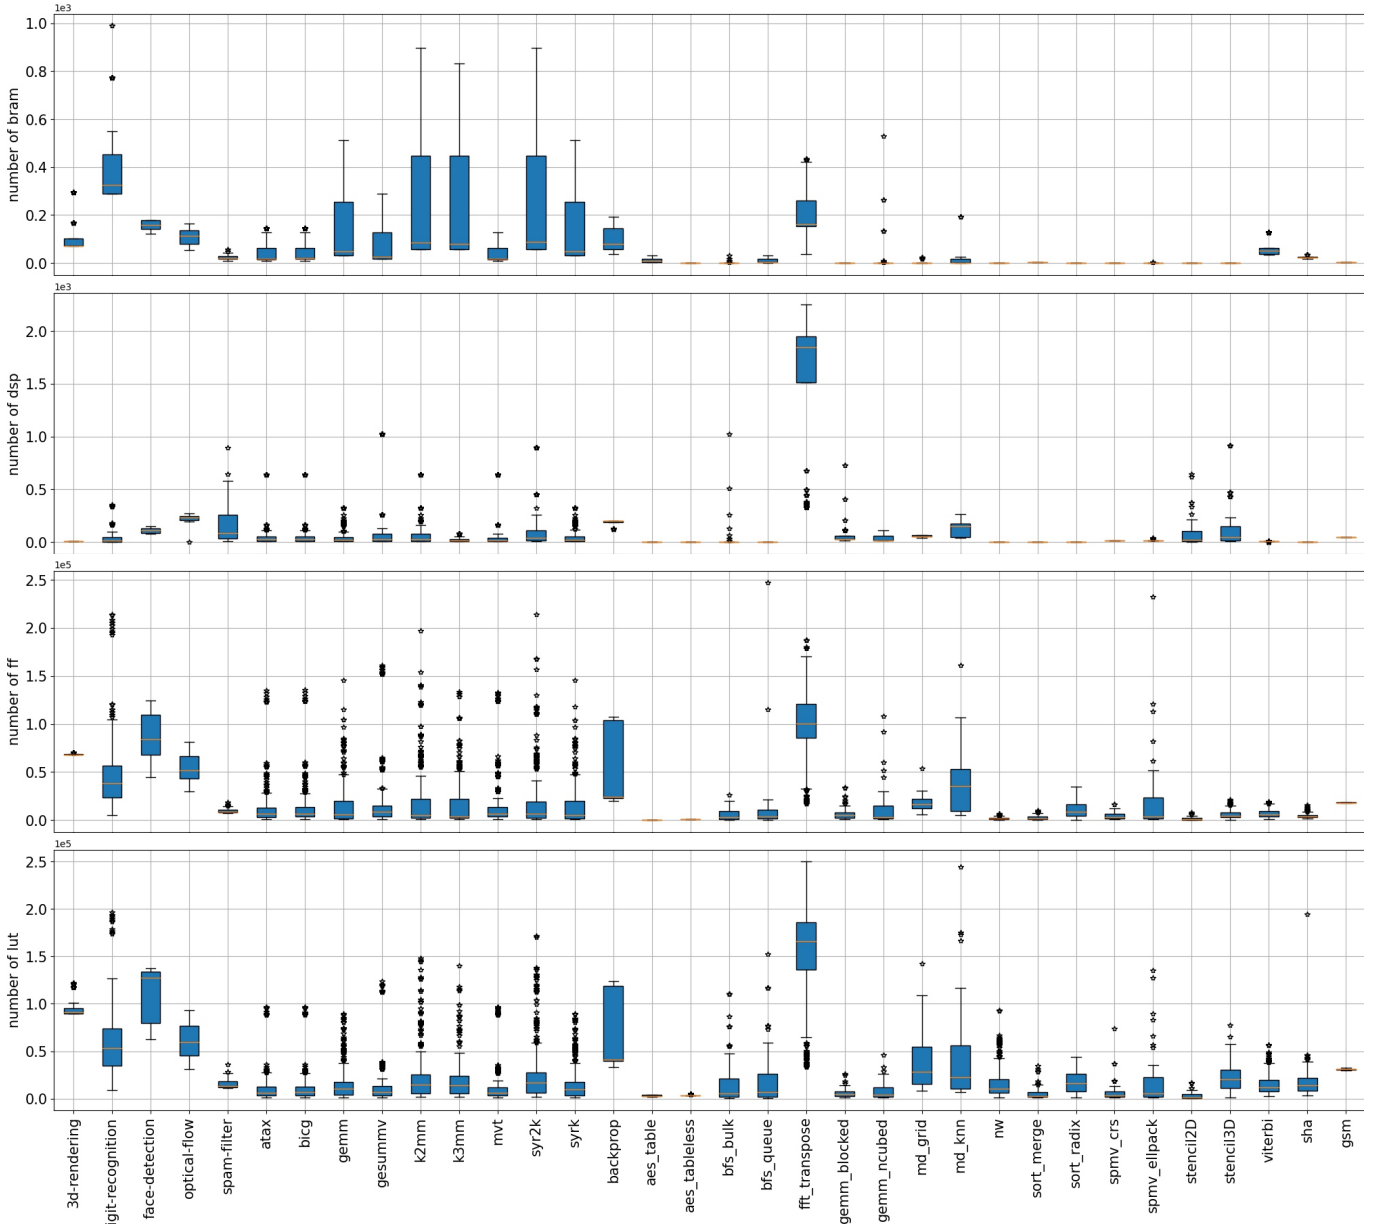 1e3
1.0
0.8
0.6
0.4
0.2
0.0
number of bram
1e3
2.0
1.5
1.0
0.5
0.0
number of dsp
1e5
2.5
2.0
1.5
1.0
0.5
0.0
number of ff
1e5
2.5
2.0
1.5
1.0
0.5
0.0
number of lut
3d-rendering
igit-recognition
face-detection
optical-flow
spam-filter
atax
bicg
gemm
gesummv
k2mm
k3mm
mvt
syr2k
syrk
backprop
aes_table
aes_tableless
bfs_bulk
bfs_queue
fft_transpose
gemm_blocked
gemm_ncubed
md_grid
md_knn
nw
sort_merge
sort_radix
spmv_crs
spmv_ellpack
stencil2D
stencil3D
viterbi
sha
gsm